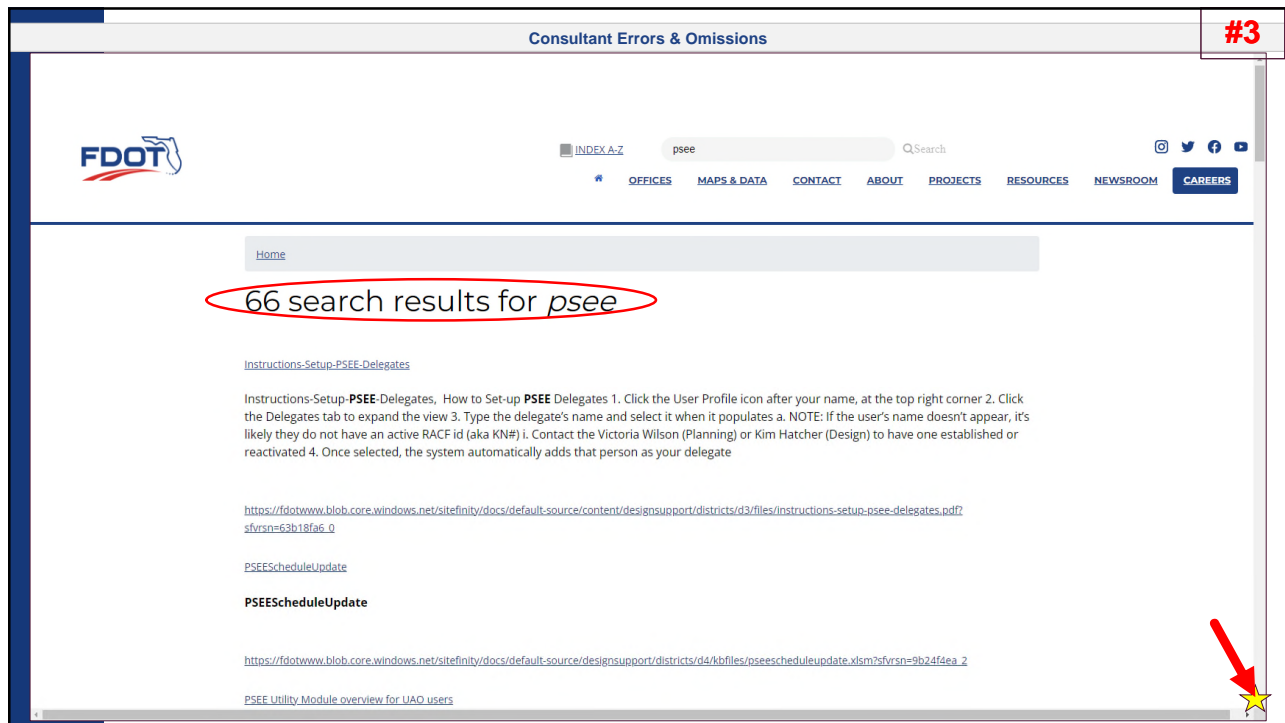 Consultant Errors & Omissions
#3
FDOT
INDEX A-Z
psee
Search
OFFICES MAPS & DATA CONTACT ABOUT PROJECTS RESOURCES NEWSROOM CAREERS
Home
66 search results for psee
Instructions-Setup-PSEE-Delegates
Instructions-Setup-PSEE-Delegates, How to Set-up PSEE Delegates 1. Click the User Profile icon after your name, at the top right corner 2. Click
the Delegates tab to expand the view 3. Type the delegate's name and select it when it populates a. NOTE: If the user's name doesn't appear, it's
likely they do not have an active RACF id (aka KN#) i. Contact the Victoria Wilson (Planning) or Kim Hatcher (Design) to have one established or
reactivated 4. Once selected, the system automatically adds that person as your delegate
https://fdotwww.blob.core.windows.net/sitefinity/docs/default-source/content/designsupport/districts/d3/files/instructions-setup-psee-delegates.pdf?
sfvrsn=63b18fa6_0
PSEEScheduleUpdate
PSEEScheduleUpdate
https://fdotwww.blob.core.windows.net/sitefinity/docs/default-source/designsupport/districts/d4/kbfiles/pseescheduleupdate.xlsm?sfvrsn=9b24f4ea_2
PSEE Utility Module overview for UAO users